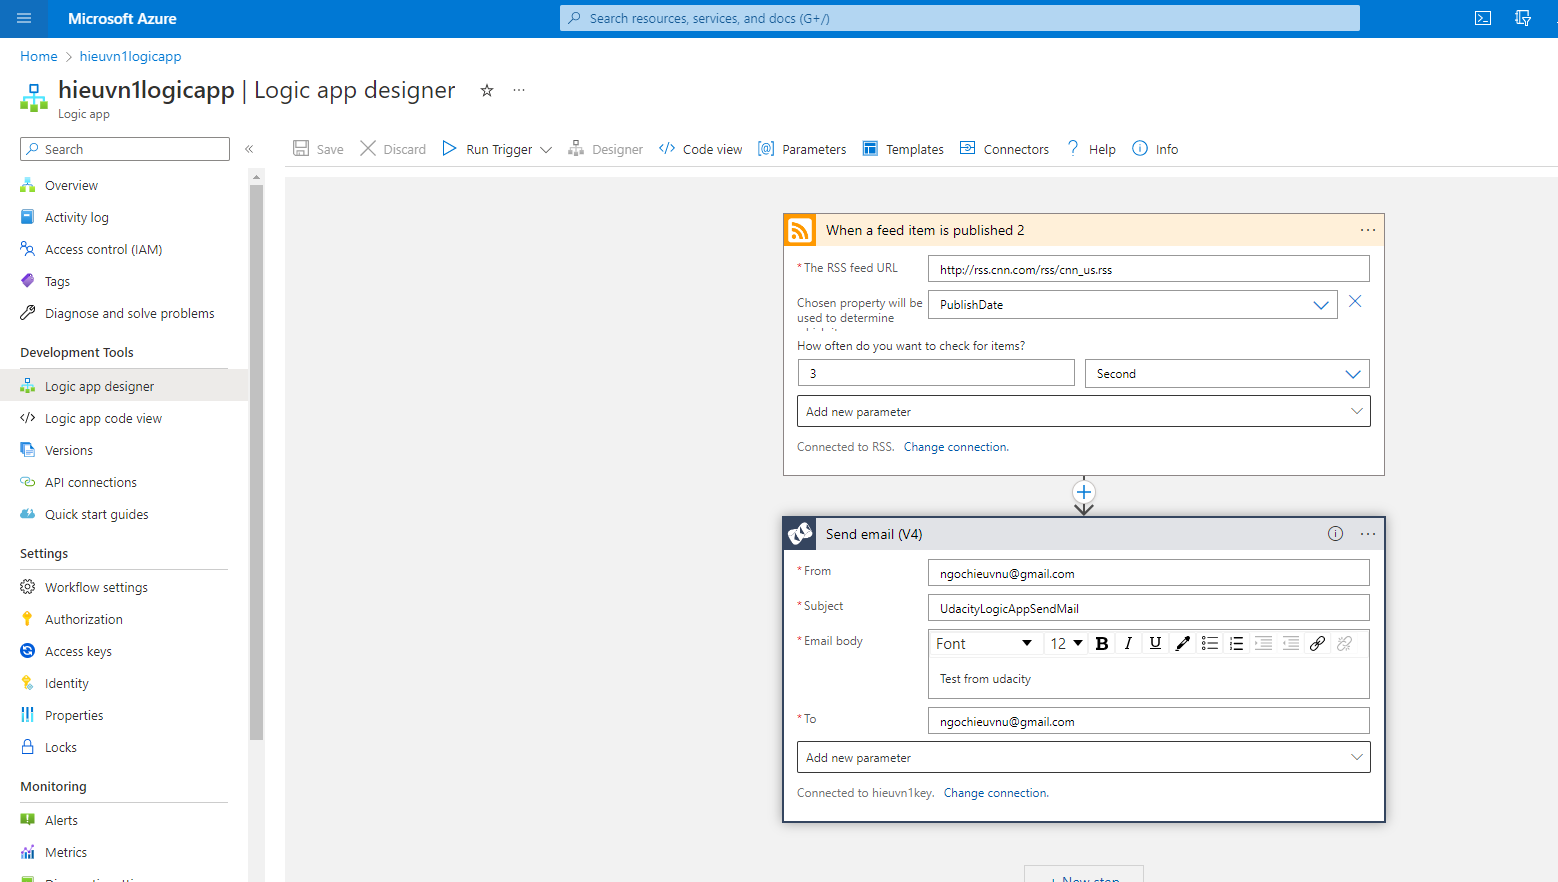 Microsoft Azure
Search resources, services, and docs (G+/)
Home > hieuvn1logicapp
hieuvn1logicapp | Logic app designer
Logic app
Search
Save
Discard
Run Trigger
Designer
Code view
Parameters
Templates
Connectors
Help
Info
Overview
Activity log
Access control (IAM)
Tags
Diagnose and solve problems
Development Tools
Logic app designer
Logic app code view
Versions
API connections
Quick start guides
Settings
Workflow settings
Authorization
Access keys
Identity
Properties
Locks
Monitoring
Alerts
Metrics
When a feed item is published 2
* The RSS feed URL
http://rss.cnn.com/rss/cnn_us.rss
Chosen property will be
used to determine
PublishDate
How often do you want to check for items?
3
Second
Add new parameter
Connected to RSS. Change connection.
Send email (V4)
* From
ngochieuvnu@gmail.com
* Subject
UdacityLogicAppSendMail
* Email body
Font 12 B I U
Test from udacity
* To
ngochieuvnu@gmail.com
Add new parameter
Connected to hieuvn1key. Change connection.
+ New step